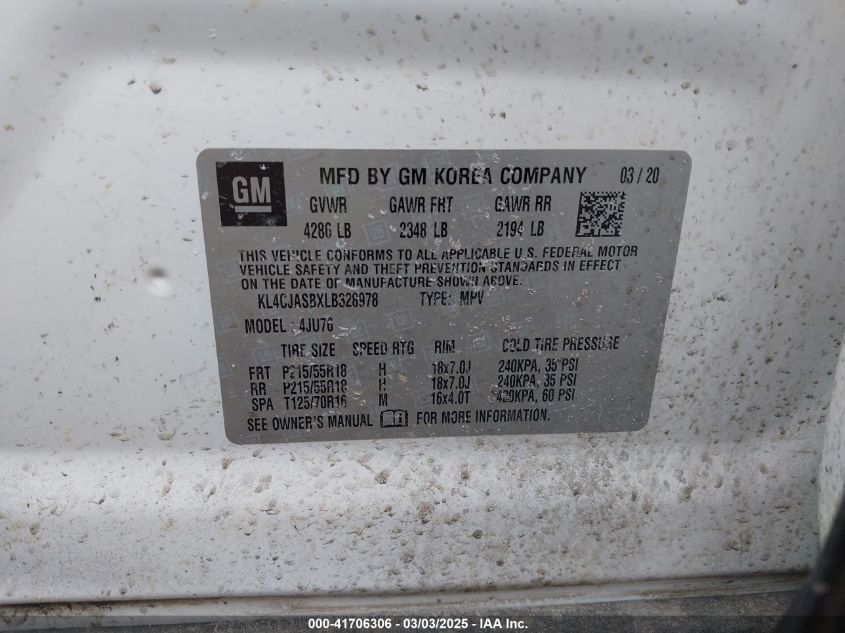 GM
MFD BY GM KOREA COMPANY 03/20
GVWR GAWR FRT GAWR RR
4286 LB 2348 LB 2194 LB
THIS VEHICLE CONFORMS TO ALL APPLICABLE U.S. FEDERAL MOTOR
VEHICLE SAFETY AND THEFT PREVENTION STANDARDS IN EFFECT
ON THE DATE OF MANUFACTURE SHOWN ABOVE.
KL4CJASBXLB328978 TYPE: MPV
MODEL: 4JU76
TIRE SIZE SPEED RTG RIM COLD TIRE PRESSURE
FRT P215/55R18 H 18x7.0J 240KPA, 35 PSI
RR P215/55R18 H 18x7.0J 240KPA, 35 PSI
SPA T125/70R16 M 16x4.0T 420KPA, 60 PSI
SEE OWNER'S MANUAL FOR MORE INFORMATION.
000-41706306 - 03/03/2025 - IAA Inc.